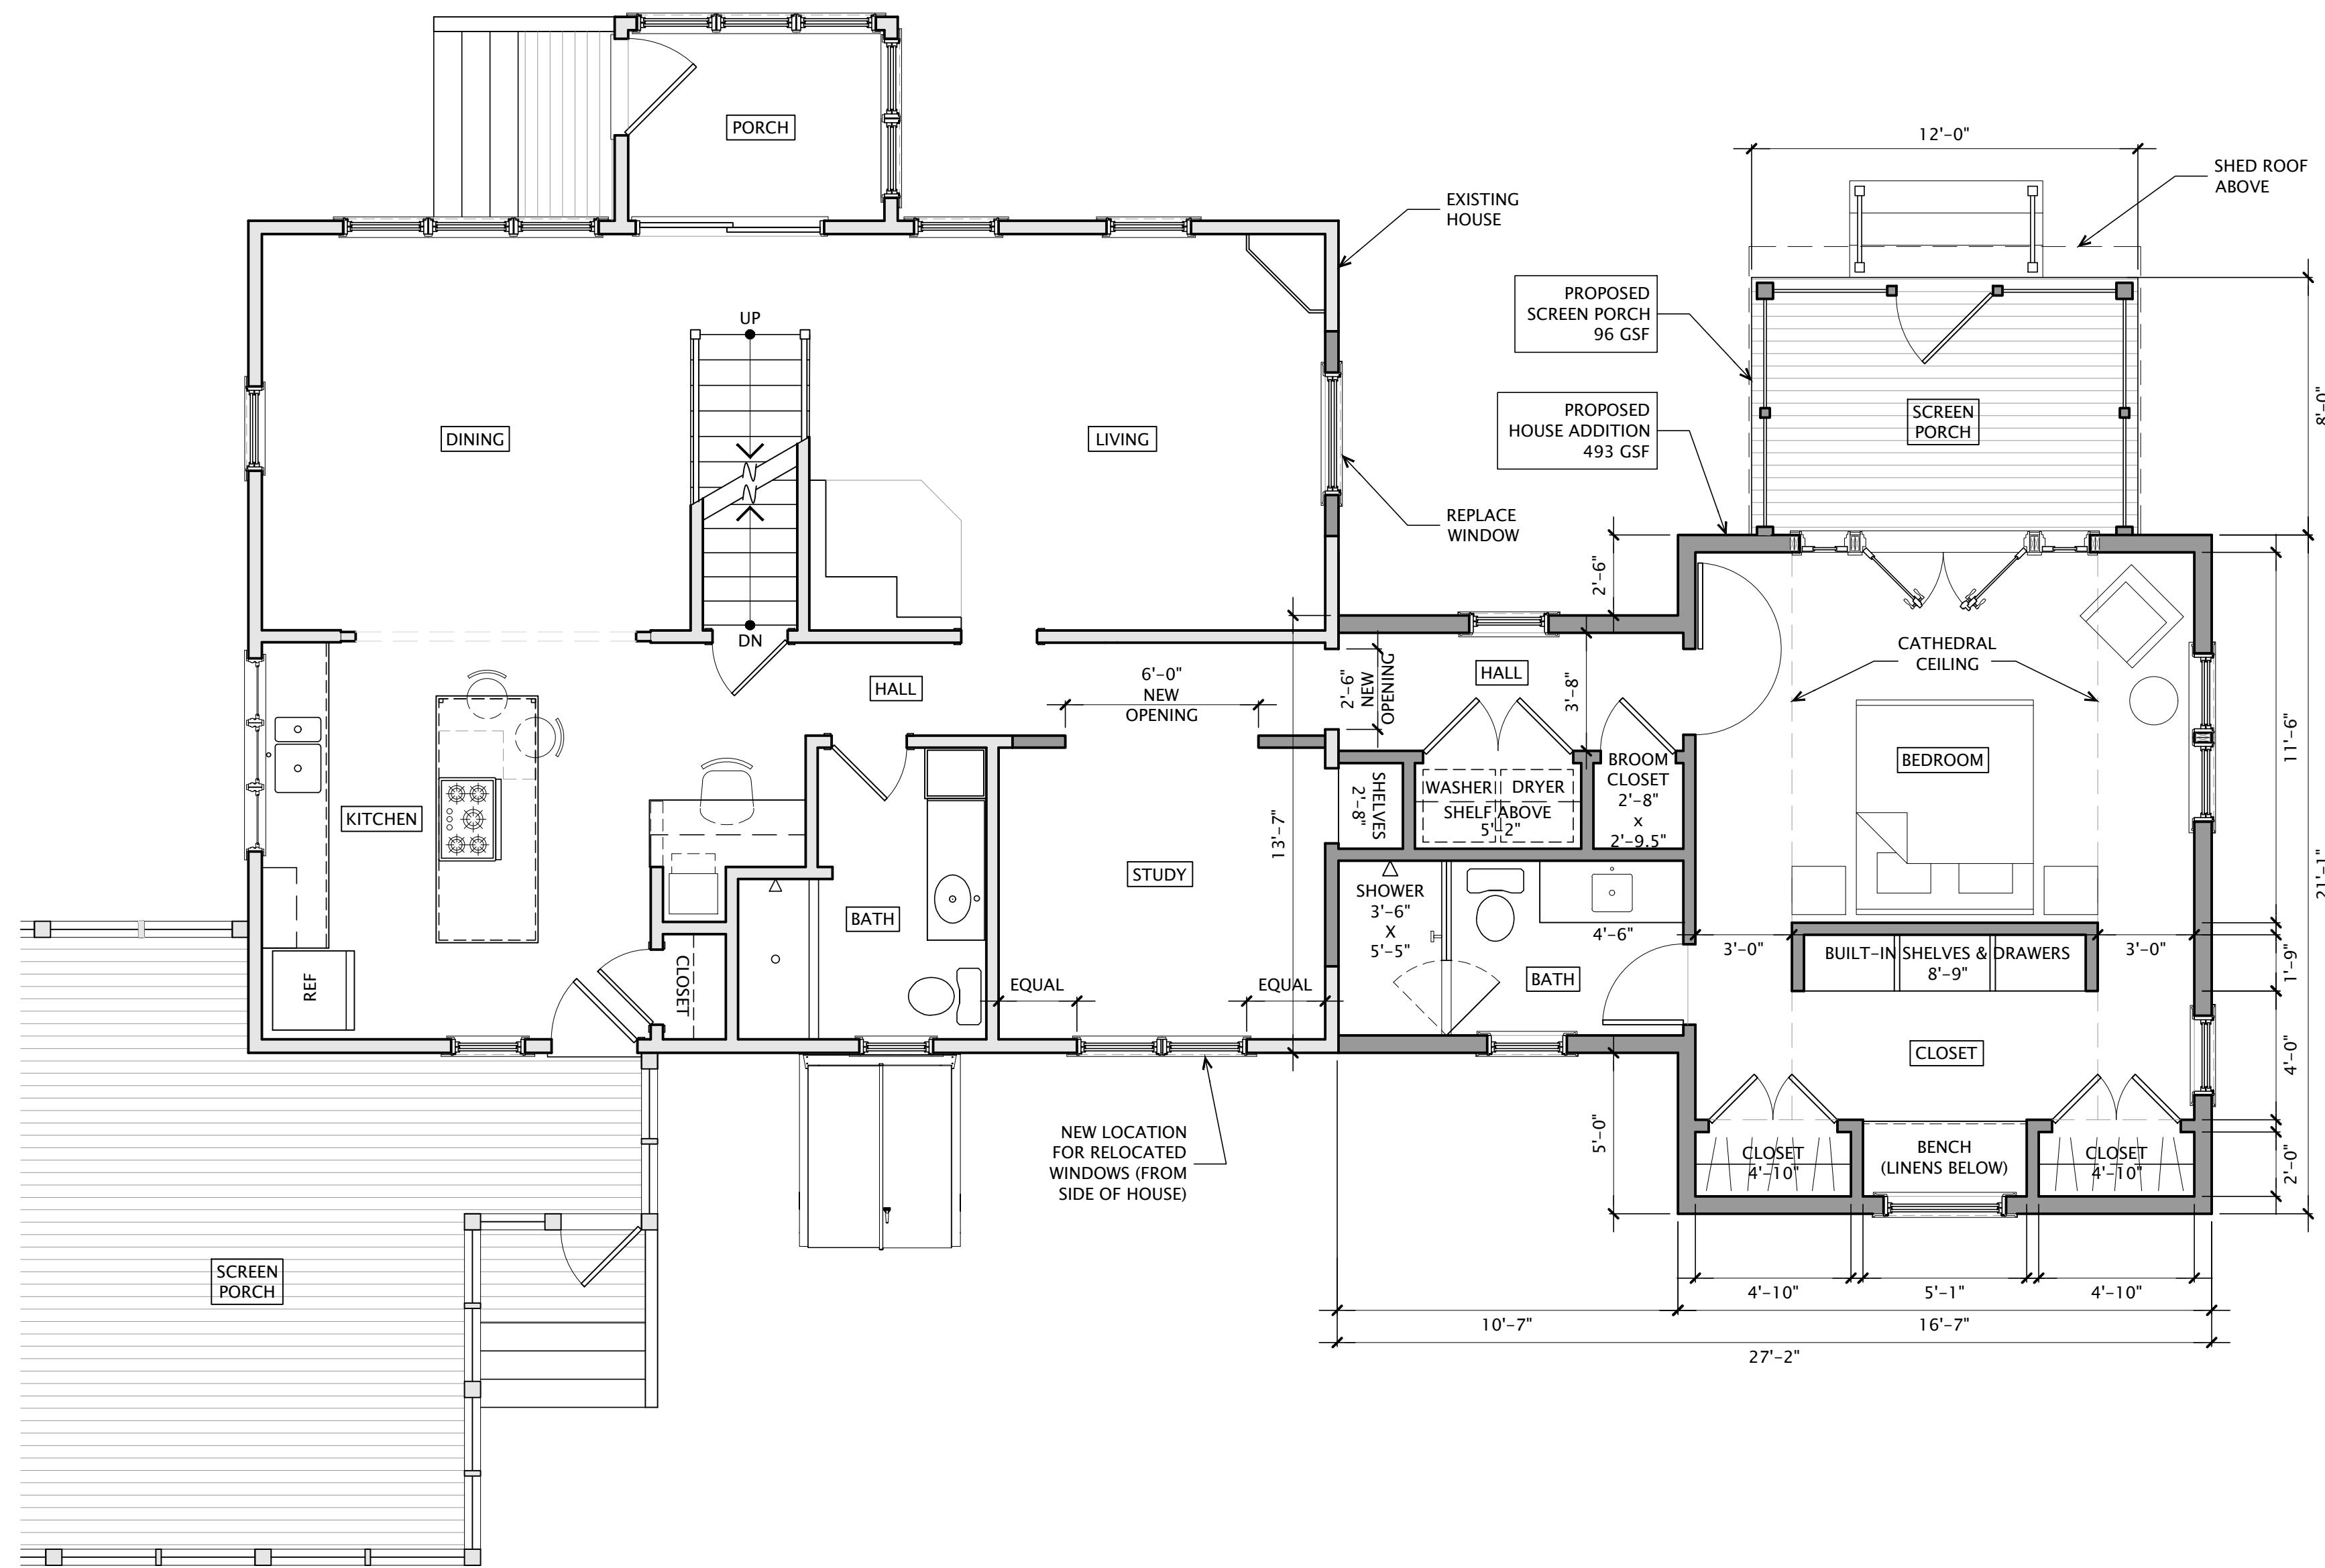 PORCH
12'-0"
SHED ROOF
ABOVE
EXISTING
HOUSE
PROPOSED
SCREEN PORCH
96 GSF
UP
8'-0"
PROPOSED
HOUSE ADDITION
493 GSF
SCREEN
PORCH
DINING
LIVING
REPLACE
WINDOW
2'-6"
DN
CATHEDRAL
CEILING
HALL
6'-0"
NEW
OPENING
2'-6"
NEW
OPENING
HALL
3'-8"
11'-6"
BEDROOM
BROOM
CLOSET
2'-8"
x
2'-9.5"
WASHER
DRYER
SHELF ABOVE
5'-2"
SHELVES
2'-8"
KITCHEN
13'-7"
STUDY
21'-1"
SHOWER
3'-6"
X
5'-5"
BATH
4'-6"
3'-0"
BUILT-IN SHELVES & DRAWERS
8'-9"
3'-0"
1'-9"
REF
CLOSET
EQUAL
EQUAL
BATH
CLOSET
4'-0"
NEW LOCATION
FOR RELOCATED
WINDOWS (FROM
SIDE OF HOUSE)
5'-0"
CLOSET
4'-10"
BENCH
(LINENS BELOW)
CLOSET
4'-10"
2'-0"
SCREEN
PORCH
4'-10"
5'-1"
4'-10"
10'-7"
16'-7"
27'-2"